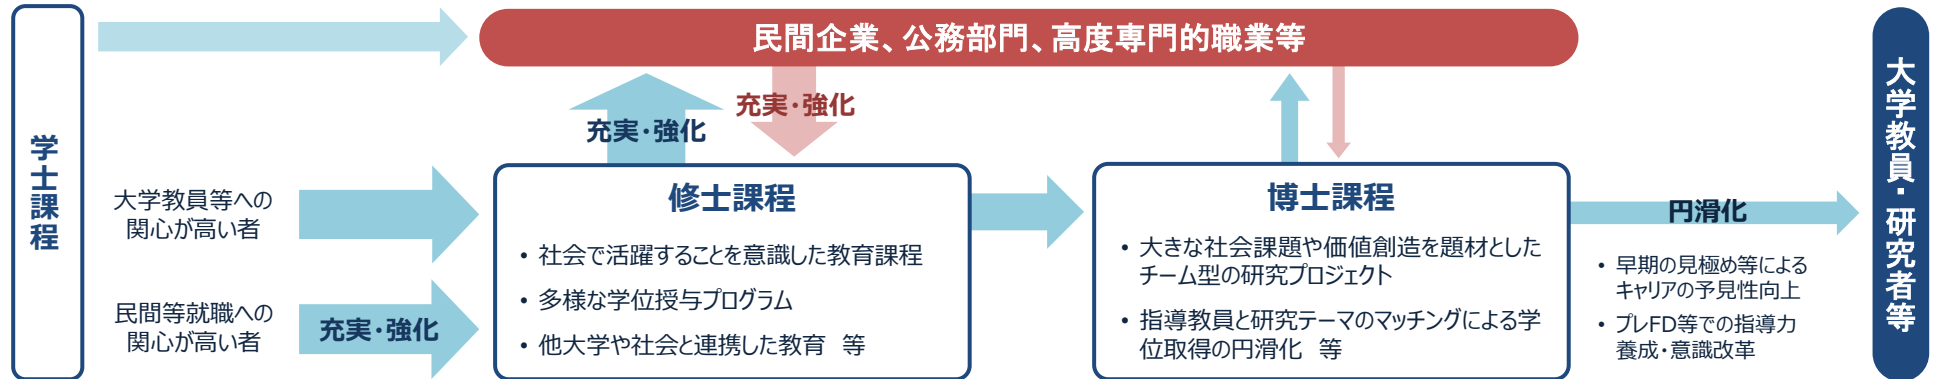 学士課程
民間企業、公務部門、高度専門的職業等
充実・強化
充実・強化
大学教員等への
関心が高い者
民間等就職への
関心が高い者
充実・強化
修士課程
• 社会で活躍することを意識した教育課程
• 多様な学位授与プログラム
• 他大学や社会と連携した教育 等
博士課程
• 大きな社会課題や価値創造を題材とした
チーム型の研究プロジェクト
• 指導教員と研究テーマのマッチングによる学
位取得の円滑化 等
円滑化
• 早期の見極め等による
キャリアの予見性向上
• プレFD等での指導力
養成・意識改革
大学教員・研究者等